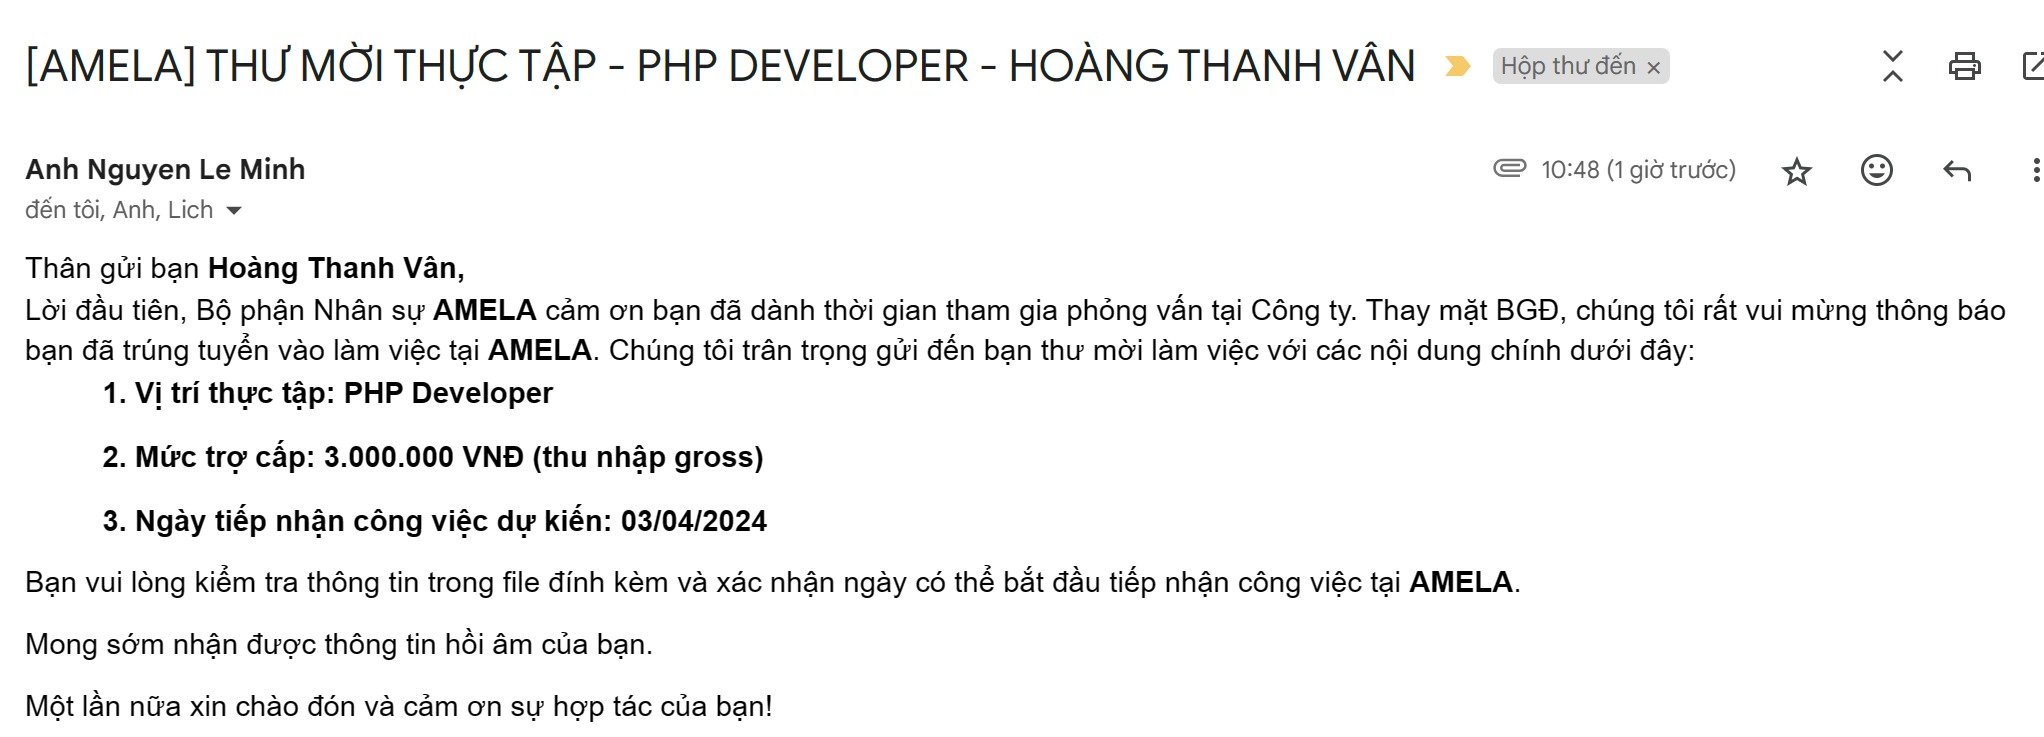 [AMELA] THƯ MỜI THỰC TẬP - PHP DEVELOPER - HOÀNG THANH VÂN Hộp thư đến ×
Anh Nguyen Le Minh 10:48 (1 giờ trước)
đến tôi, Anh, Lich
Thân gửi bạn Hoàng Thanh Vân,
Lời đầu tiên, Bộ phận Nhân sự AMELA cảm ơn bạn đã dành thời gian tham gia phỏng vấn tại Công ty. Thay mặt BGĐ, chúng tôi rất vui mừng thông báo
bạn đã trúng tuyển vào làm việc tại AMELA. Chúng tôi trân trọng gửi đến bạn thư mời làm việc với các nội dung chính dưới đây:
1. Vị trí thực tập: PHP Developer
2. Mức trợ cấp: 3.000.000 VNĐ (thu nhập gross)
3. Ngày tiếp nhận công việc dự kiến: 03/04/2024
Bạn vui lòng kiểm tra thông tin trong file đính kèm và xác nhận ngày có thể bắt đầu tiếp nhận công việc tại AMELA.
Mong sớm nhận được thông tin hồi âm của bạn.
Một lần nữa xin chào đón và cảm ơn sự hợp tác của bạn!